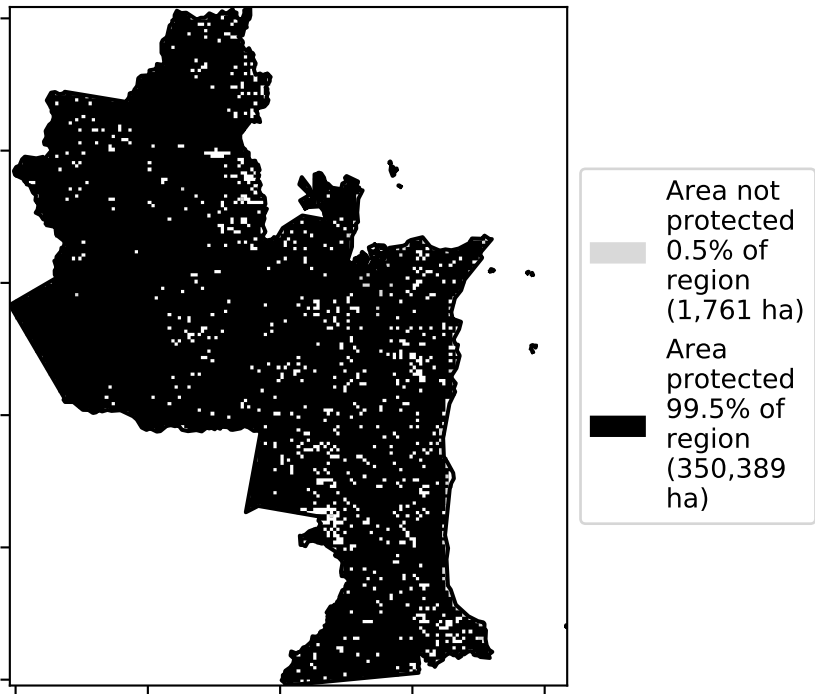 Area not
protected
0.5% of
region
(1,761 ha)
Area
protected
99.5% of
region
(350,389
ha)